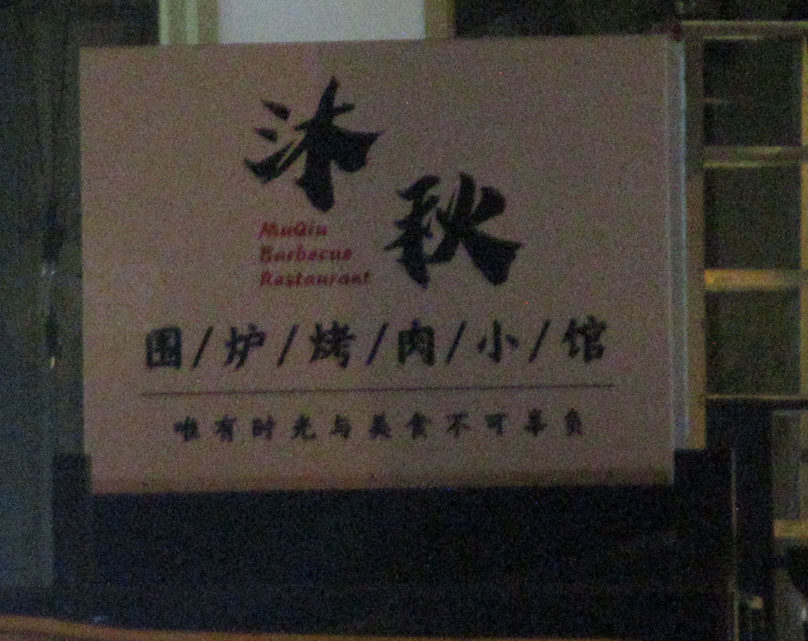 沐秋
MuQiu
Barbecue
Restaurant
围/炉/烤/肉/小/馆
唯有时光与美食不可辜负